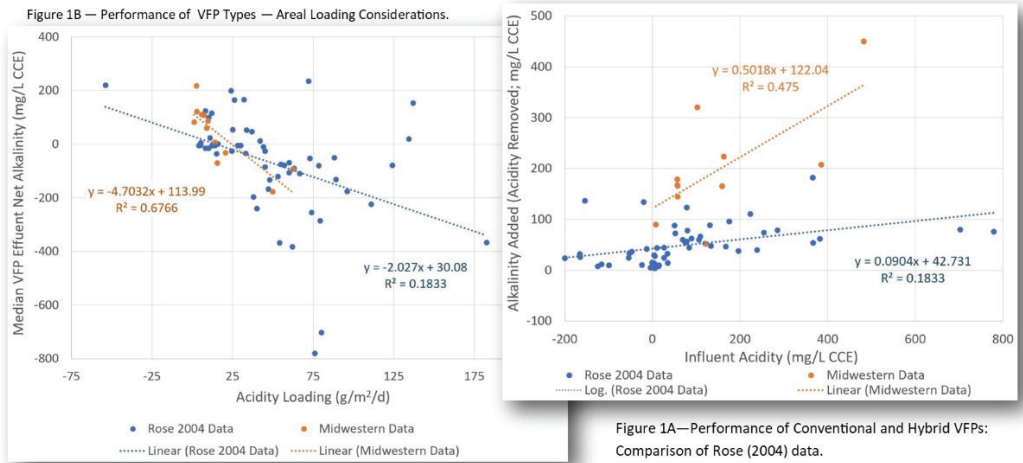 Figure 1B — Performance of VFP Types — Areal Loading Considerations.
Median VFP Effuent Net Alkalinity (mg/L CCE)
400
200
0
-200
-400
-600
-800
y = -4.7032x + 113.99
R² = 0.6766
y = -2.027x + 30.08
R² = 0.1833
-75
-25
25
75
125
175
Acidity Loading (g/m²/d)
Rose 2004 Data
Midwestern Data
Linear (Rose 2004 Data)
Linear (Midwestern Data)
Alkalinity Added (Acidity Removed; mg/L CCE)
500
400
300
200
100
0
-100
y = 0.5018x + 122.04
R² = 0.475
y = 0.0904x + 42.731
R² = 0.1833
-200
0
200
400
600
800
Influent Acidity (mg/L CCE)
Rose 2004 Data
Midwestern Data
Log. (Rose 2004 Data)
Linear (Midwestern Data)
Figure 1A—Performance of Conventional and Hybrid VFPs:
Comparison of Rose (2004) data.